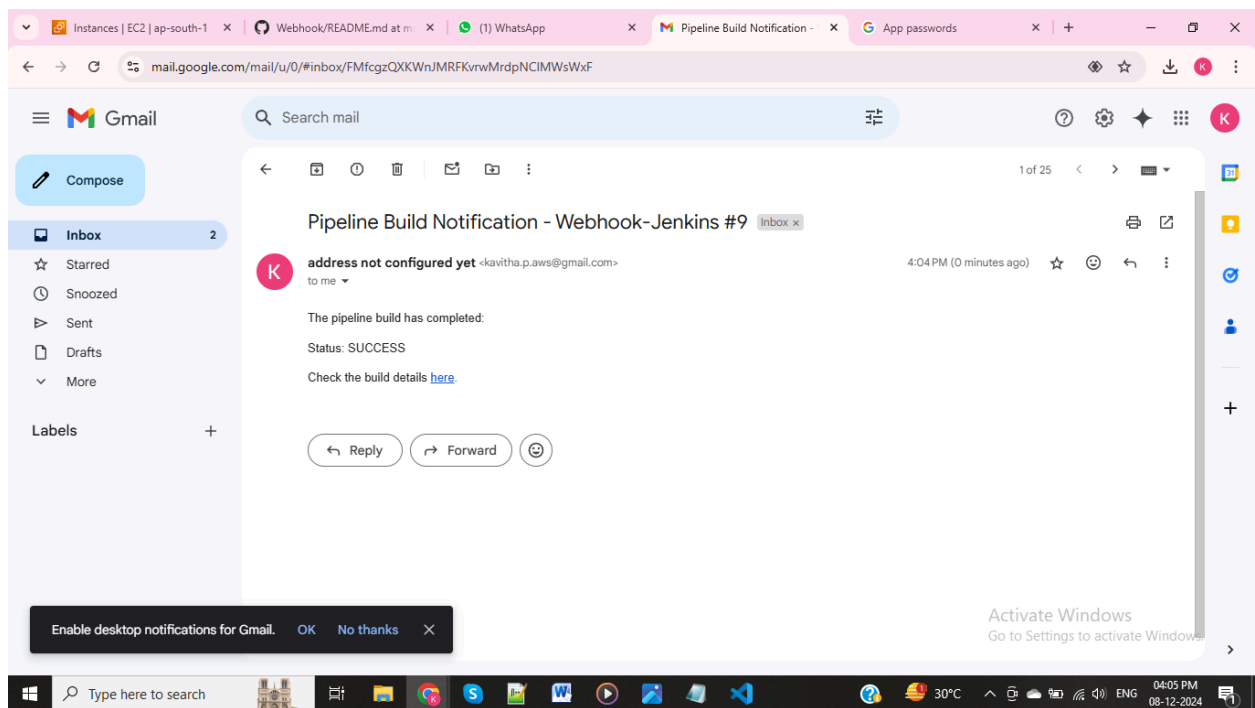 Instances | EC2 | ap-south-1
Webhook/README.md at m
(1) WhatsApp
Pipeline Build Notification -
App passwords
mail.google.com/mail/u/0/#inbox/FMfcgzQXKWnJMRFKvrwMrdpNClMWsWxF
K
Gmail
Search mail
K
Compose
1 of 25
31
Pipeline Build Notification - Webhook-Jenkins #9 Inbox x
Inbox 2
K
address not configured yet <kavitha.p.aws@gmail.com>
4:04 PM (0 minutes ago)
to me
Starred
Snoozed
The pipeline build has completed:
Sent
Status: SUCCESS
Drafts
Check the build details here.
More
Labels
Reply
Forward
Activate Windows
Go to Settings to activate Windows.
Enable desktop notifications for Gmail. OK No thanks
Type here to search
30°C
ENG
04:05 PM
08-12-2024
1